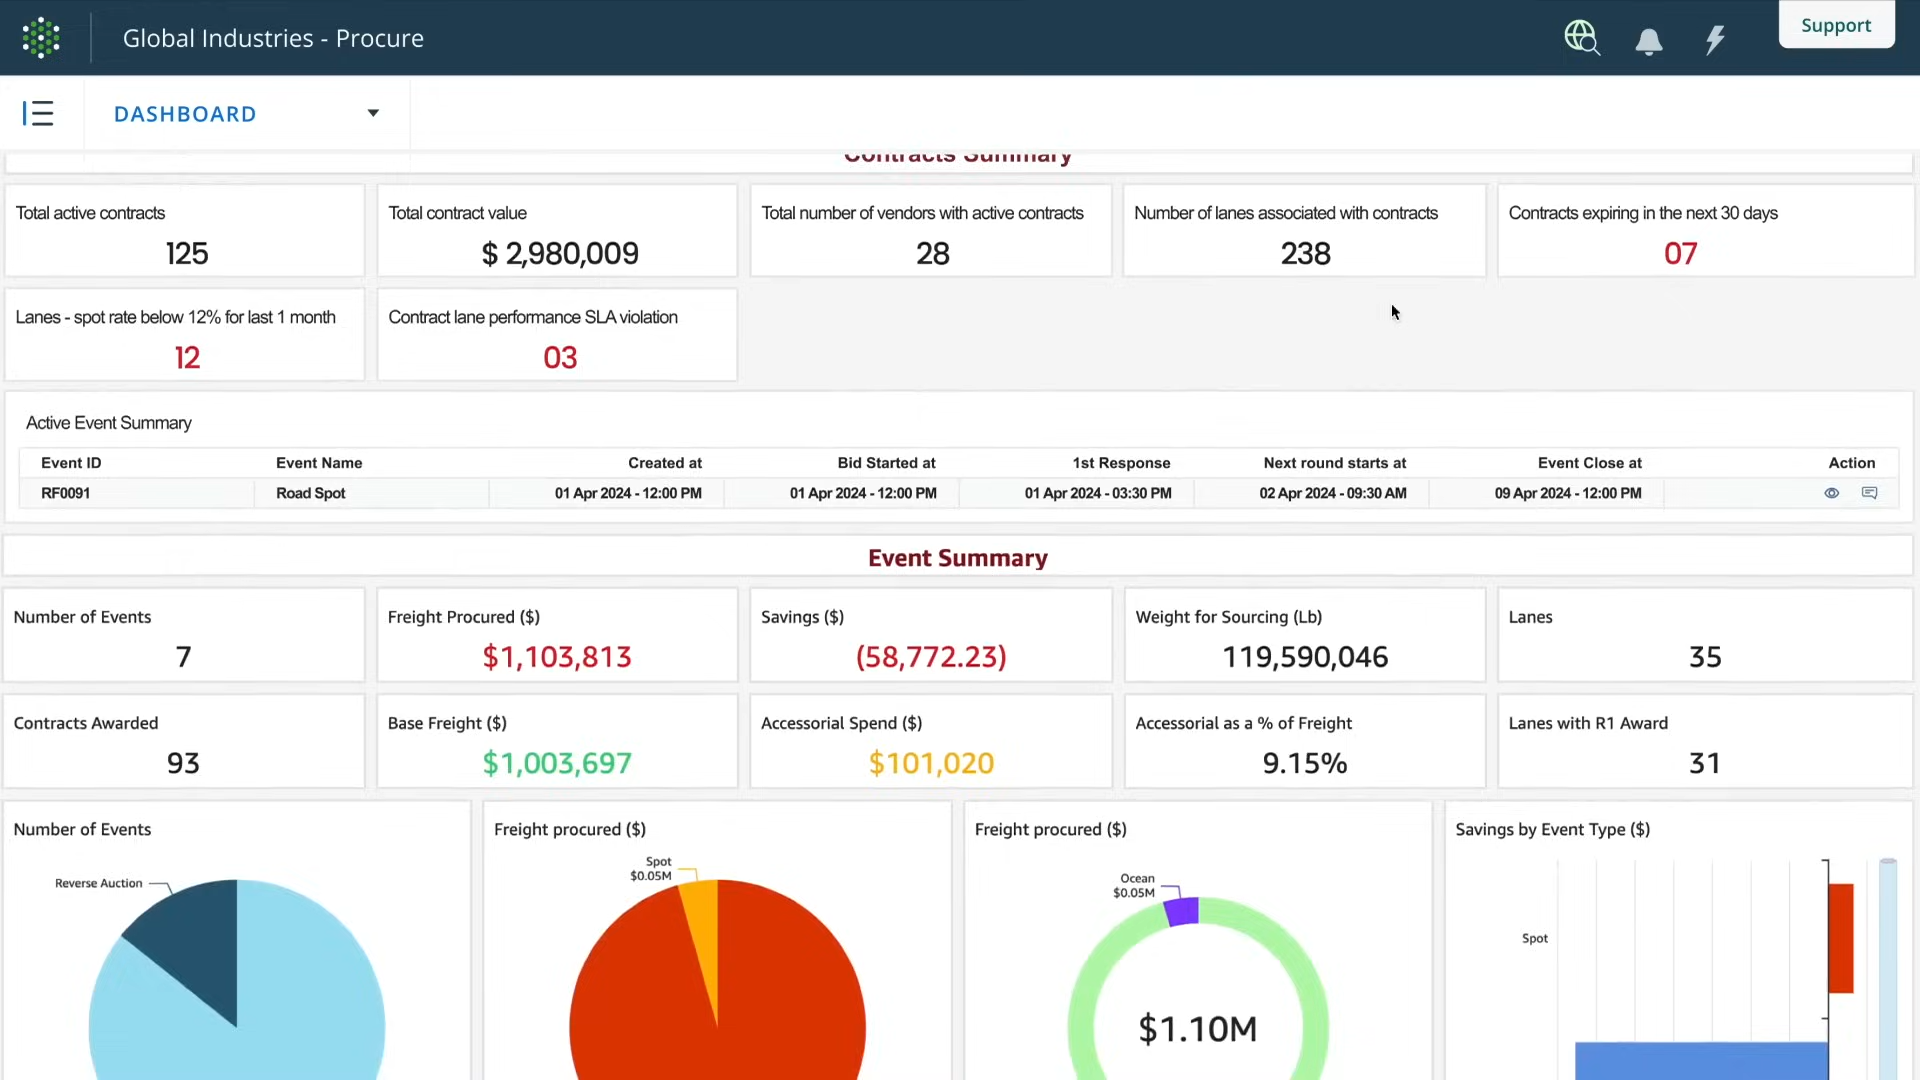 Global Industries - Procure
Support
DASHBOARD
Contracts Summary
Total active contracts
125
Total contract value
$ 2,980,009
Total number of vendors with active contracts
28
Number of lanes associated with contracts
238
Contracts expiring in the next 30 days
07
Lanes - spot rate below 12% for last 1 month
12
Contract lane performance SLA violation
03
Active Event Summary
Event ID Event Name Created at Bid Started at 1st Response Next round starts at Event Close at Action
RF0091 Road Spot 01 Apr 2024 - 12:00 PM 01 Apr 2024 - 12:00 PM 01 Apr 2024 - 03:30 PM 02 Apr 2024 - 09:30 AM 09 Apr 2024 - 12:00 PM
Event Summary
Number of Events
7
Freight Procured ($)
$1,103,813
Savings ($)
(58,772.23)
Weight for Sourcing (Lb)
119,590,046
Lanes
35
Contracts Awarded
93
Base Freight ($)
$1,003,697
Accessorial Spend ($)
$101,020
Accessorial as a % of Freight
9.15%
Lanes with R1 Award
31
Number of Events
Reverse Auction
Freight procured ($)
Spot
$0.05M
Freight procured ($)
Ocean
$0.05M
$1.10M
Savings by Event Type ($)
Spot